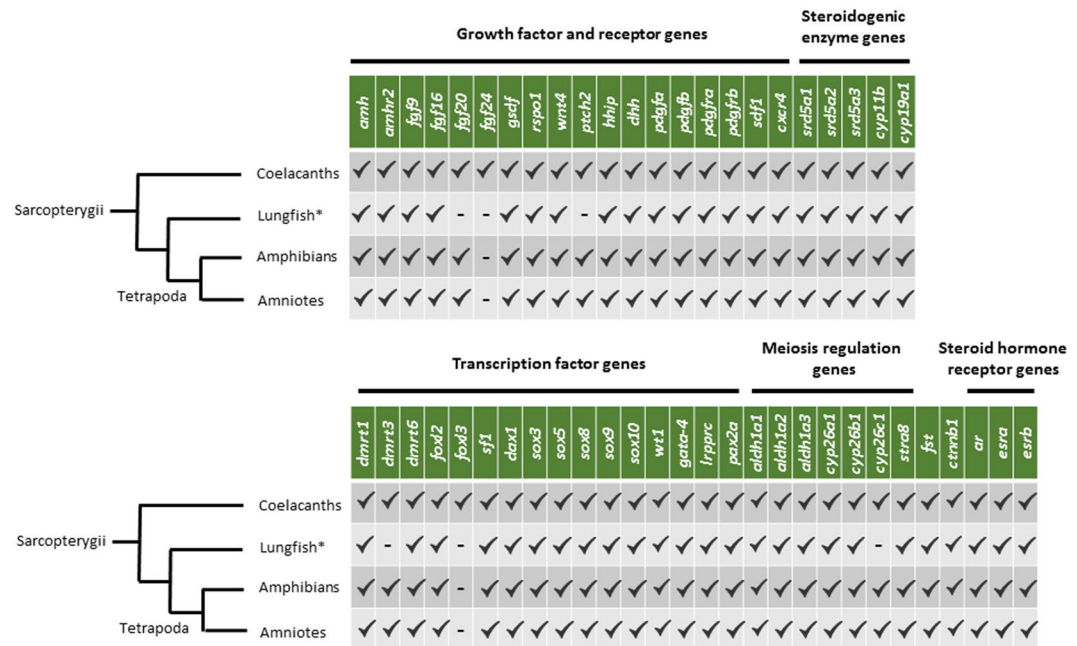 Growth factor and receptor genes
Steroidogenic
enzyme genes
amh amhr2 fgf9 fgf16 fgf20 fgf24 gsdf rspo1 wnt4 ptch2 hhip dhh pdgfa pdgfb pdgfra pdgfrb sdf1 cxcr4 srd5a1 srd5a2 srd5a3 cyp11b cyp19a1
Coelacanths ✓ ✓ ✓ ✓ ✓ ✓ ✓ ✓ ✓ ✓ ✓ ✓ ✓ ✓ ✓ ✓ ✓ ✓ ✓ ✓ ✓ ✓ ✓
Sarcopterygii
Lungfish* ✓ ✓ ✓ ✓ - - ✓ ✓ ✓ - ✓ ✓ ✓ ✓ ✓ ✓ ✓ ✓ ✓ ✓ ✓ ✓ ✓
Amphibians ✓ ✓ ✓ ✓ ✓ - ✓ ✓ ✓ ✓ ✓ ✓ ✓ ✓ ✓ ✓ ✓ ✓ ✓ ✓ ✓ ✓ ✓
Tetrapoda
Amniotes ✓ ✓ ✓ ✓ ✓ - ✓ ✓ ✓ ✓ ✓ ✓ ✓ ✓ ✓ ✓ ✓ ✓ ✓ ✓ ✓ ✓ ✓
Transcription factor genes
Meiosis regulation
genes
Steroid hormone
receptor genes
dmrt1 dmrt3 dmrt6 foxl2 foxl3 sf1 dax1 sox3 sox5 sox8 sox9 sox10 wt1 gata-4 lrpprc pax2a aldh1a1 aldh1a2 aldh1a3 cyp26a1 cyp26b1 cyp26c1 stra8 fst ctnnb1 ar esra esrb
Coelacanths ✓ ✓ ✓ ✓ ✓ ✓ ✓ ✓ ✓ ✓ ✓ ✓ ✓ ✓ ✓ ✓ ✓ ✓ ✓ ✓ ✓ ✓ ✓ ✓ ✓ ✓ ✓ ✓
Sarcopterygii
Lungfish* ✓ - ✓ ✓ - ✓ ✓ ✓ ✓ ✓ ✓ ✓ ✓ ✓ ✓ ✓ ✓ ✓ ✓ ✓ ✓ - ✓ ✓ ✓ ✓ ✓ ✓
Amphibians ✓ ✓ ✓ ✓ - ✓ ✓ ✓ ✓ ✓ ✓ ✓ ✓ ✓ ✓ ✓ ✓ ✓ ✓ ✓ ✓ ✓ ✓ ✓ ✓ ✓ ✓ ✓
Tetrapoda
Amniotes ✓ ✓ ✓ ✓ - ✓ ✓ ✓ ✓ ✓ ✓ ✓ ✓ ✓ ✓ ✓ ✓ ✓ ✓ ✓ ✓ ✓ ✓ ✓ ✓ ✓ ✓ ✓